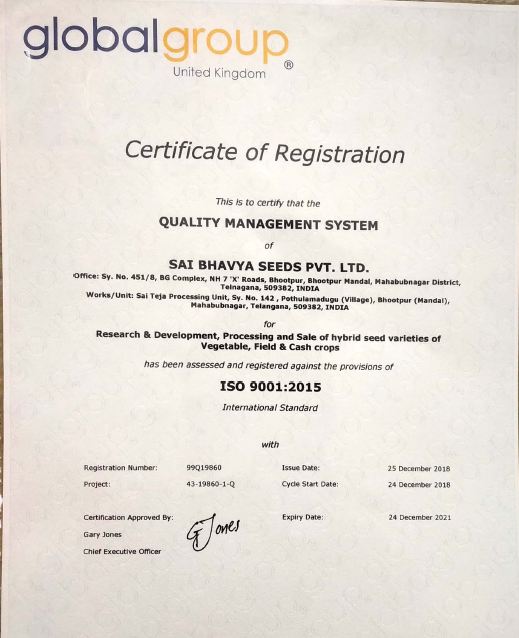 globalgroup
United Kingdom ®
Certificate of Registration
This is to certify that the
QUALITY MANAGEMENT SYSTEM
of
SAI BHAVYA SEEDS PVT. LTD.
Office: Sy. No. 451/8, BG Complex, NH 7 'X' Roads, Bhootpur, Bhootpur Mandal, Mahabubnagar District,
Telnagana, 509382, INDIA
Works/Unit: Sai Teja Processing Unit, Sy. No. 142 , Pothulamadugu (Village), Bhootpur (Mandal),
Mahabubnagar, Telangana, 509382, INDIA
for
Research & Development, Processing and Sale of hybrid seed varieties of
Vegetable, Field & Cash crops
has been assessed and registered against the provisions of
ISO 9001:2015
International Standard
with
Registration Number: 99Q19860 Issue Date: 25 December 2018
Project: 43-19860-1-Q Cycle Start Date: 24 December 2018
Certification Approved By: Expiry Date: 24 December 2021
G Jones
Gary Jones
Chief Executive Officer